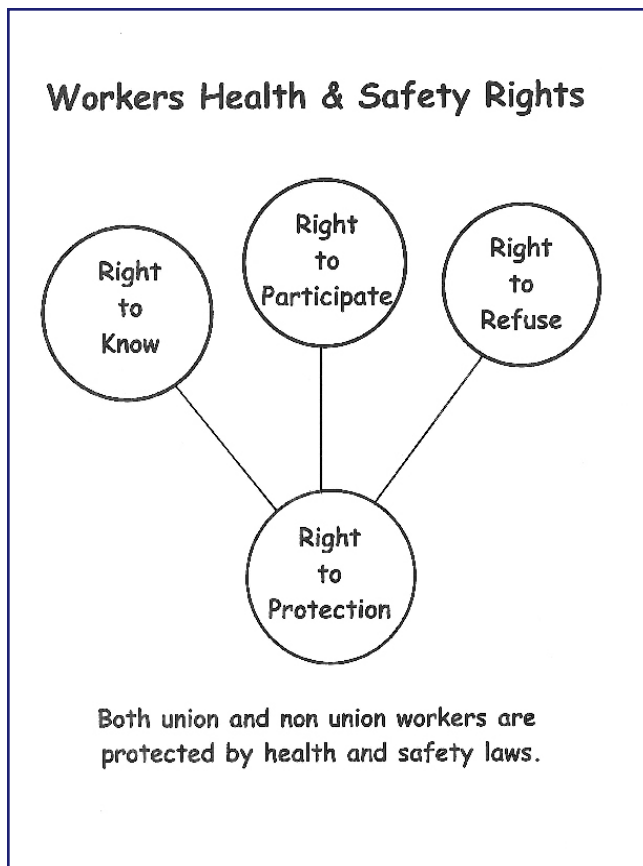 Workers Health & Safety Rights
Right
to
Know
Right
to
Participate
Right
to
Refuse
Right
to
Protection
Both union and non union workers are
protected by health and safety laws.